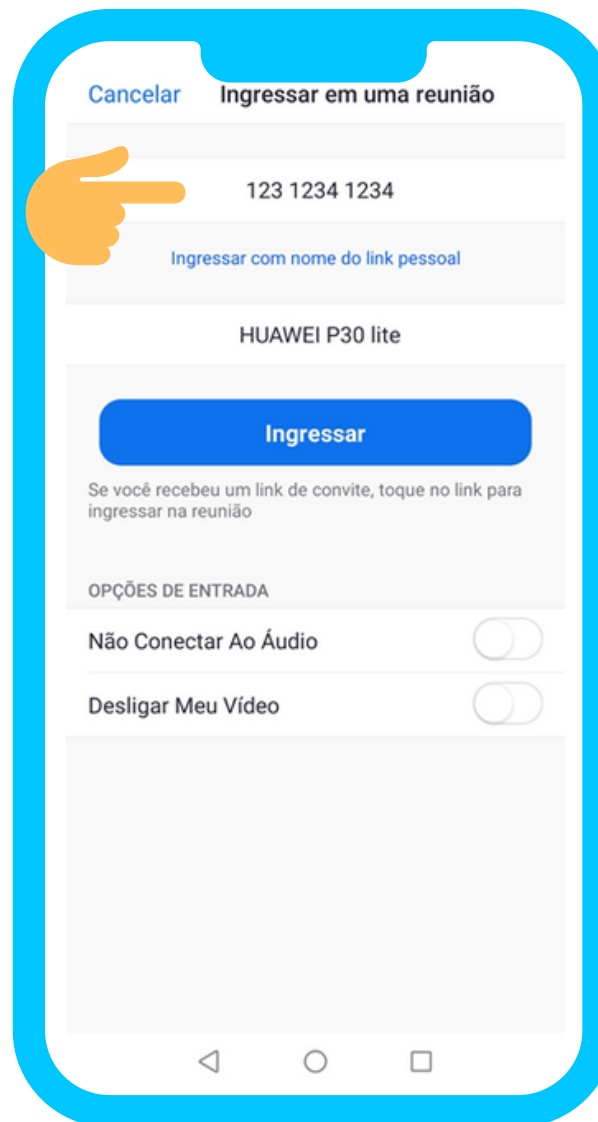 Cancelar Ingressar em uma reunião
123 1234 1234
Ingressar com nome do link pessoal
HUAWEI P30 lite
Ingressar
Se você recebeu um link de convite, toque no link para
ingressar na reunião
OPÇÕES DE ENTRADA
Não Conectar Ao Áudio
Desligar Meu Vídeo